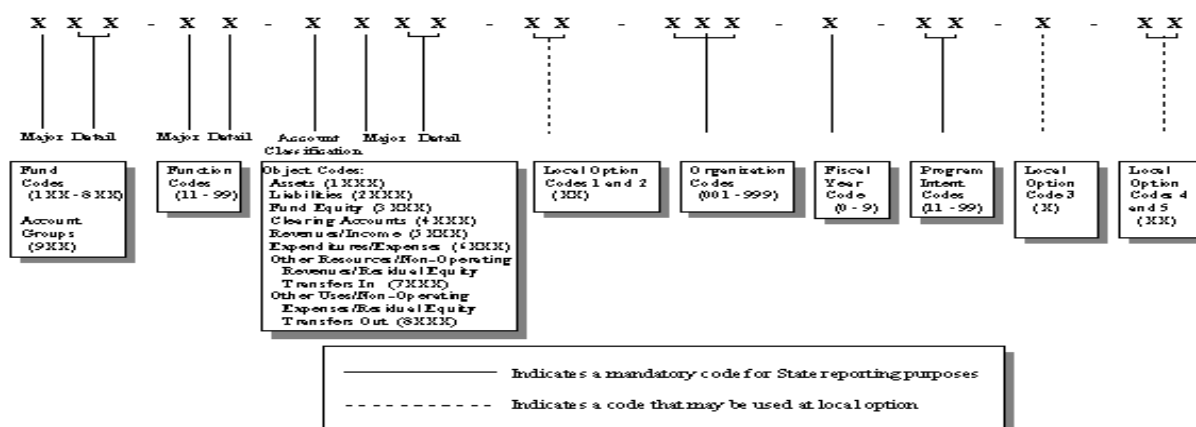 X X X - X X - X X X X - X X - X X X - X - X X - X - X X
Major Detail
Major Detail
Account Classification
Major Detail
Fund
Codes
(1XX - 8XX)
Account
Groups
(9XX)
Function
Codes
(11 - 99)
Object Codes:
Assets (1XXX)
Liabilities (2XXX)
Fund Equity (3XXX)
Clearing Accounts (4XXX)
Revenues/Income (5XXX)
Expenditures/Expenses (6XXX)
Other Resources/Non-Operating
Revenues/Residual Equity
Transfers In (7XXX)
Other Uses/Non-Operating
Expenses/Residual Equity
Transfers Out (8XXX)
Local Option
Codes 1 and 2
(XX)
Organization
Codes
(001 - 999)
Fiscal
Year
Code
(0 - 9)
Program
Intent
Codes
(11 - 99)
Local
Option
Code 3
(X)
Local
Option
Codes 4
and 5
(XX)
Indicates a mandatory code for State reporting purposes
Indicates a code that may be used at local option